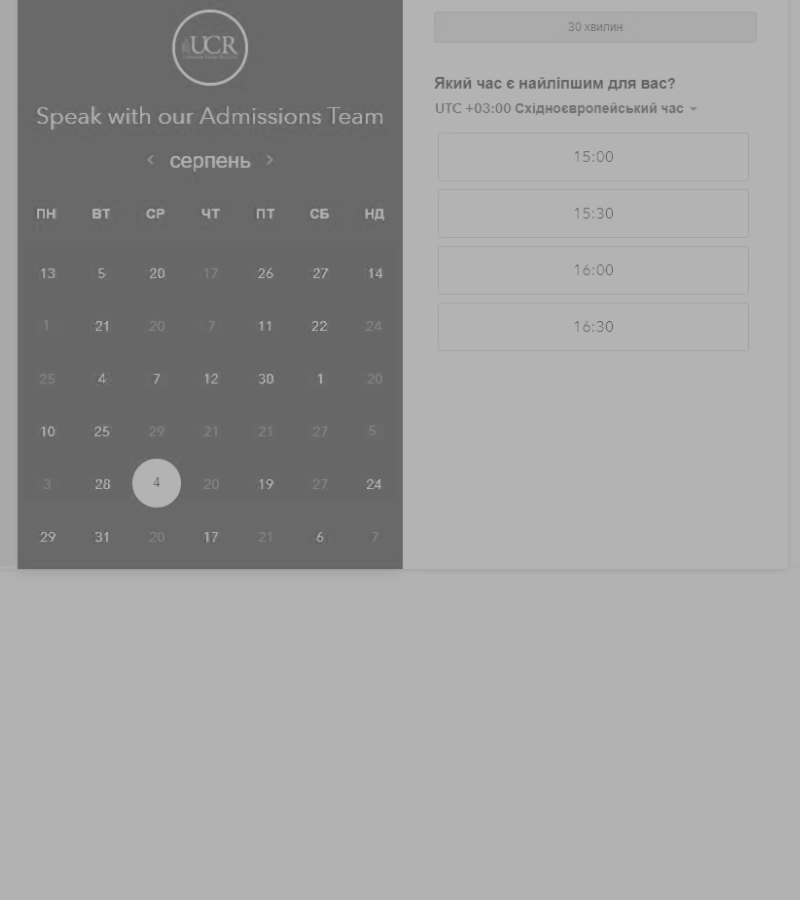 UCR
Speak with our Admissions Team
серпень
ПН ВТ СР ЧТ ПТ СБ НД
13 5 20 17 26 27 14
1 21 20 7 11 22 24
25 4 7 12 30 1 20
10 25 29 21 21 27 5
3 28 4 20 19 27 24
29 31 20 17 21 6 7
30 хвилин
Який час є найліпшим для вас?
UTC +03:00 Східноєвропейський час
15:00
15:30
16:00
16:30